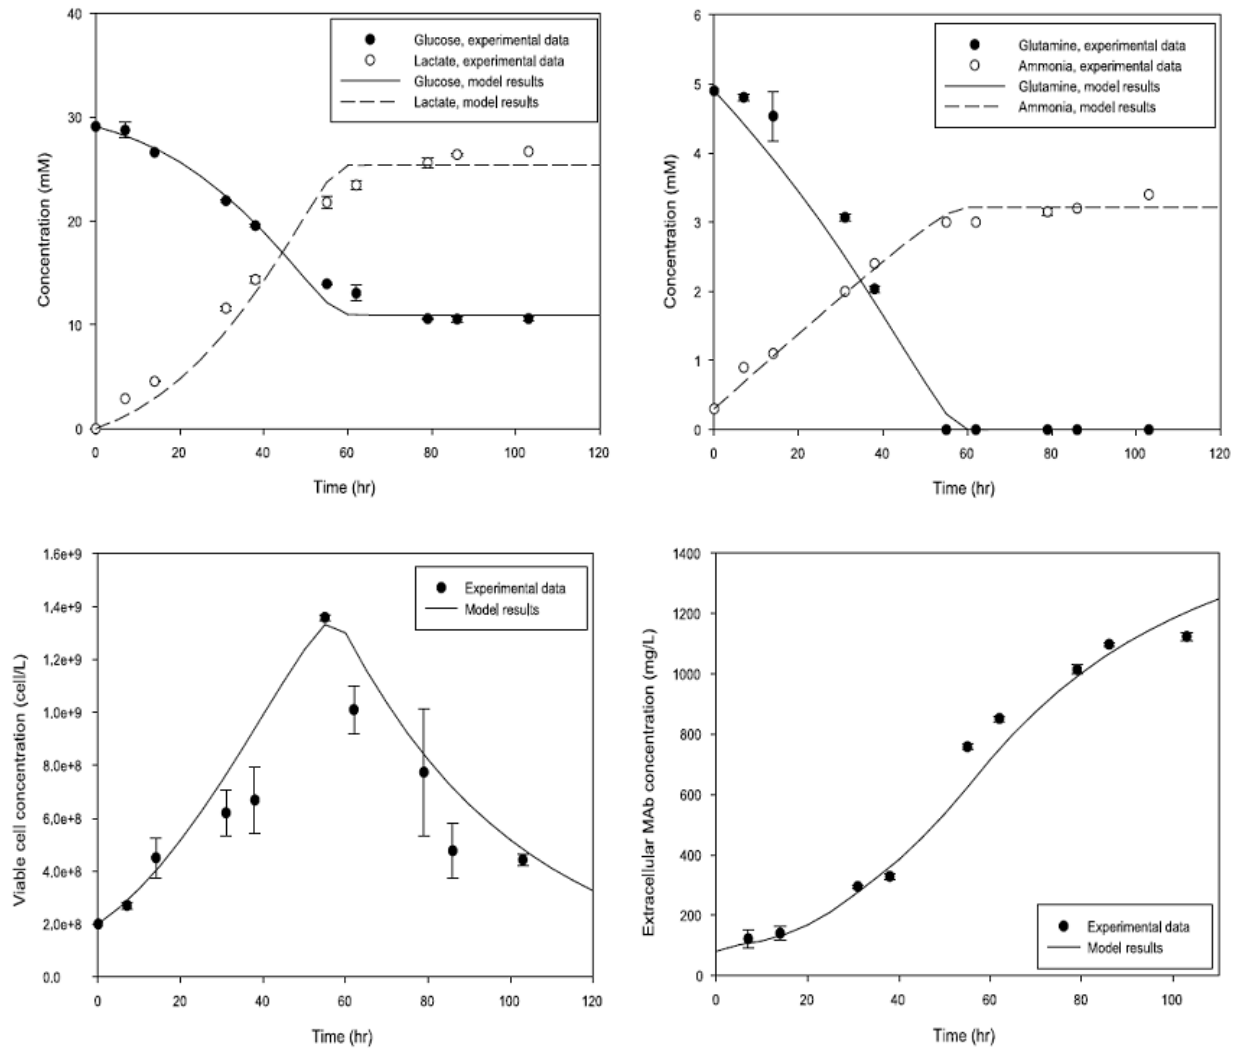 40
30
20
10
0
Concentration (mM)
Glucose, experimental data
Lactate, experimental data
Glucose, model results
Lactate, model results
0 20 40 60 80 100 120
Time (hr)
6
5
4
3
2
1
0
Concentration (mM)
Glutamine, experimental data
Ammonia, experimental data
Glutamine, model results
Ammonia, model results
0 20 40 60 80 100 120
Time (hr)
1.6e+9
1.4e+9
1.2e+9
1.0e+9
8.0e+8
6.0e+8
4.0e+8
2.0e+8
0.0
Viable cell concentration (cell/L)
Experimental data
Model results
0 20 40 60 80 100 120
Time (hr)
1400
1200
1000
800
600
400
200
0
Extracellular MAb concentration (mg/L)
Experimental data
Model results
0 20 40 60 80 100
Time (hr)